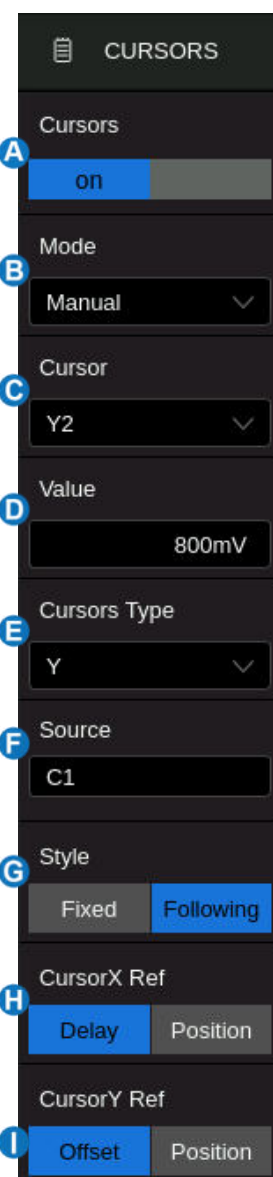 CURSORS
Cursors
A
on
Mode
B
Manual
Cursor
C
Y2
Value
D
800mV
Cursors Type
E
Y
Source
F
C1
Style
G
Fixed Following
CursorX Ref
H
Delay Position
CursorY Ref
I
Offset Position